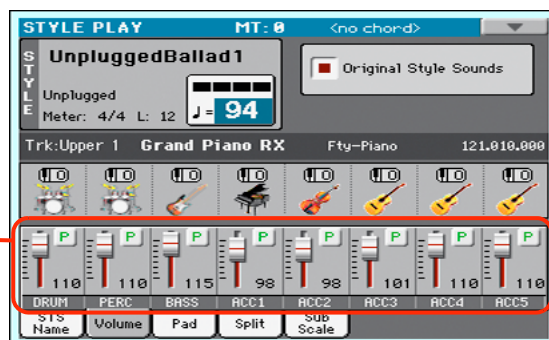 STYLE PLAY MT: 0 <no chord>
STYLE
UnpluggedBallad1
Original Style Sounds
Unplugged
Meter: 4/4 L: 12 ♩= 94
Trk:Upper 1 Grand Piano RX Fty-Piano 121.010.000
P P P P P P P P
110 110 115 98 98 101 110 110
DRUM PERC BASS ACC1 ACC2 ACC3 ACC4 ACC5
STS Name Volume Pad Split Sub Scale